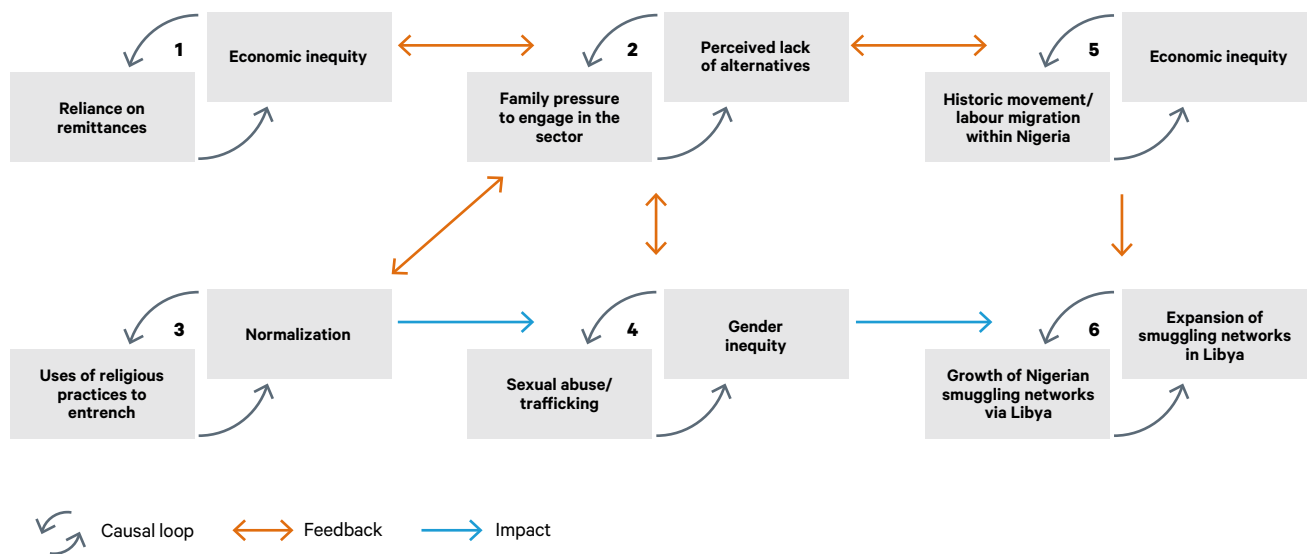 1
Economic inequity
Reliance on
remittances
2
Perceived lack
of alternatives
Family pressure
to engage in the
sector
5
Economic inequity
Historic movement/
labour migration
within Nigeria
3
Normalization
Uses of religious
practices to
entrench
4
Gender
inequity
Sexual abuse/
trafficking
6
Expansion of
smuggling networks
in Libya
Growth of Nigerian
smuggling networks
via Libya
Causal loop
Feedback
Impact